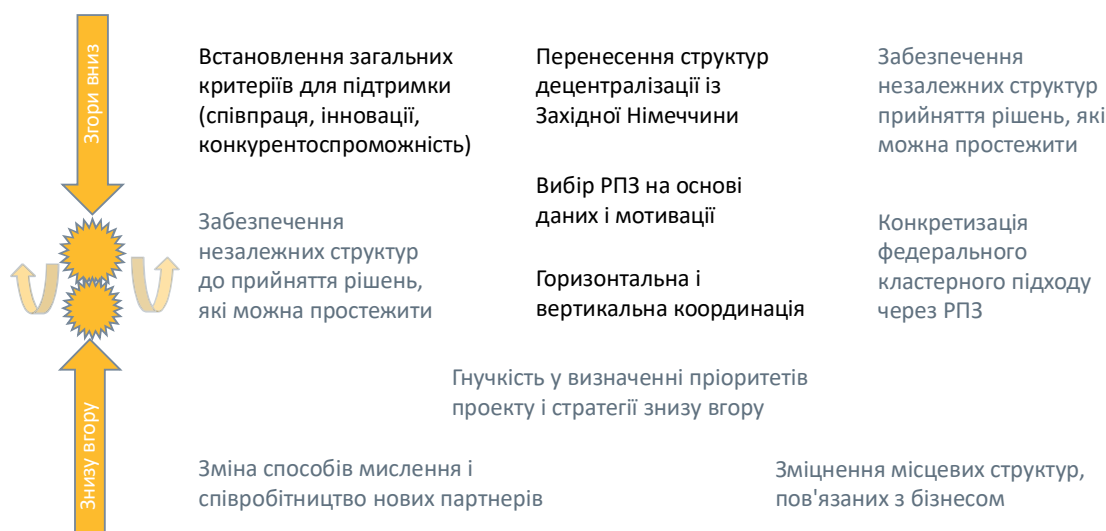 Згори вниз
Встановлення загальних
критеріїв для підтримки
(співпраця, інновації,
конкурентоспроможність)
Перенесення структур
децентралізації із
Західної Німеччини
Забезпечення
незалежних структур
прийняття рішень, які
можна простежити
Вибір РПЗ на основі
даних і мотивації
Забезпечення
незалежних структур
до прийняття рішень,
які можна простежити
Горизонтальна і
вертикальна координація
Конкретизація
федерального
кластерного підходу
через РПЗ
Гнучкість у визначенні пріоритетів
проекту і стратегії знизу вгору
Знизу вгору
Зміна способів мислення і
співробітництво нових партнерів
Зміцнення місцевих структур,
пов'язаних з бізнесом